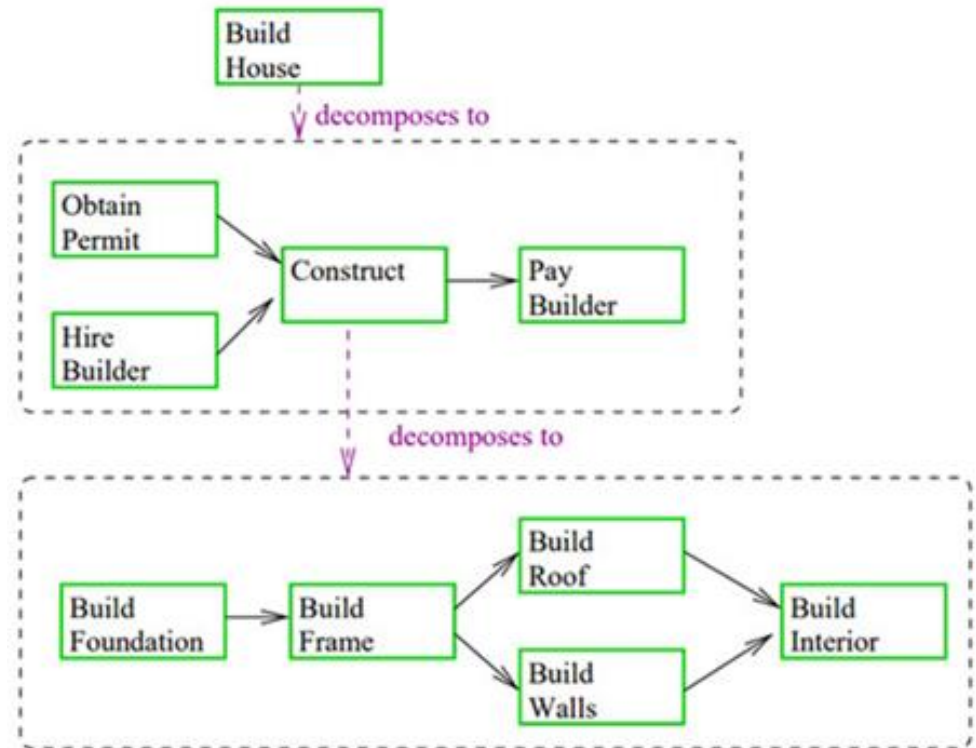 Build
House
decomposes to
Obtain
Permit
Construct
Pay
Builder
Hire
Builder
decomposes to
Build
Roof
Build
Foundation
Build
Frame
Build
Interior
Build
Walls